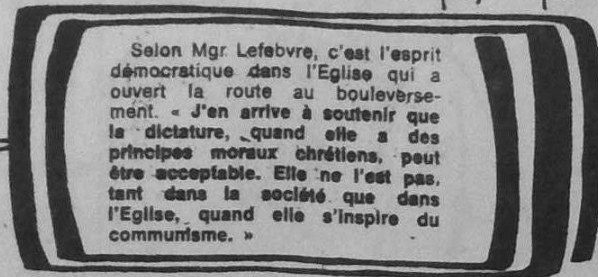 Selon Mgr Lefebvre, c'est l'esprit
démocratique dans l'Eglise qui a
ouvert la route au bouleverse-
ment. « J'en arrive à soutenir que
la dictature, quand elle a des
principes moraux chrétiens, peut
être acceptable. Elle ne l'est pas,
tant dans la société que dans
l'Eglise, quand elle s'inspire du
communisme. »